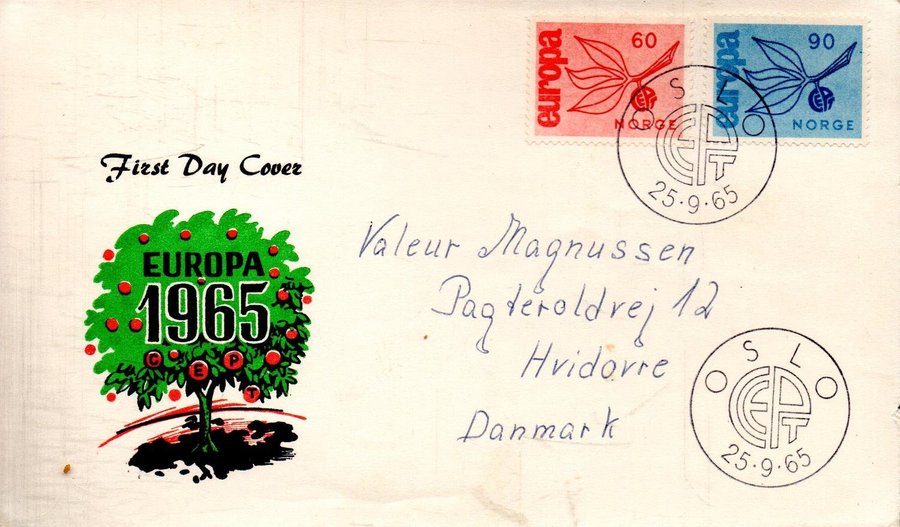 europa
60
NORGE
europa
90
NORGE
OSLO
CEPT
25·9·65
First Day Cover
EUROPA
1965
C E P T
Valeur Magnussen
Pagteroldvej 12
Hvidovre
Danmark
OSLO
CEPT
25·9·65